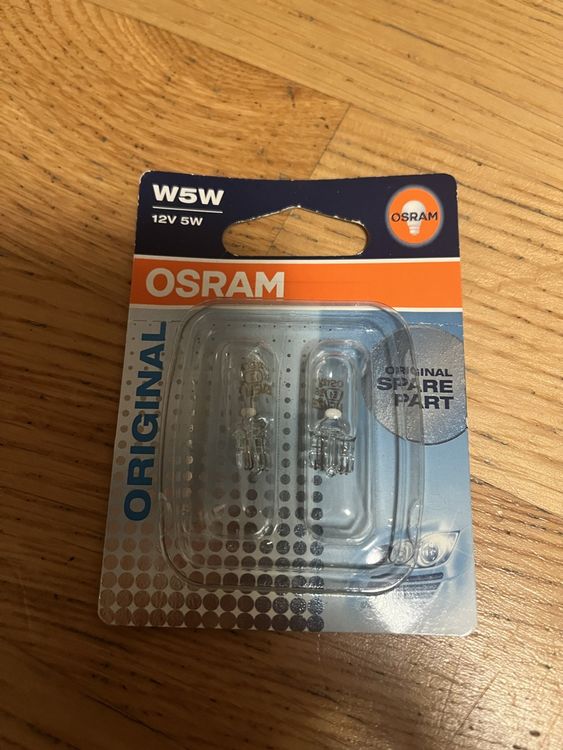 W5W
12V 5W
OSRAM
OSRAM
ORIGINAL
ORIGINAL
SPARE
PART